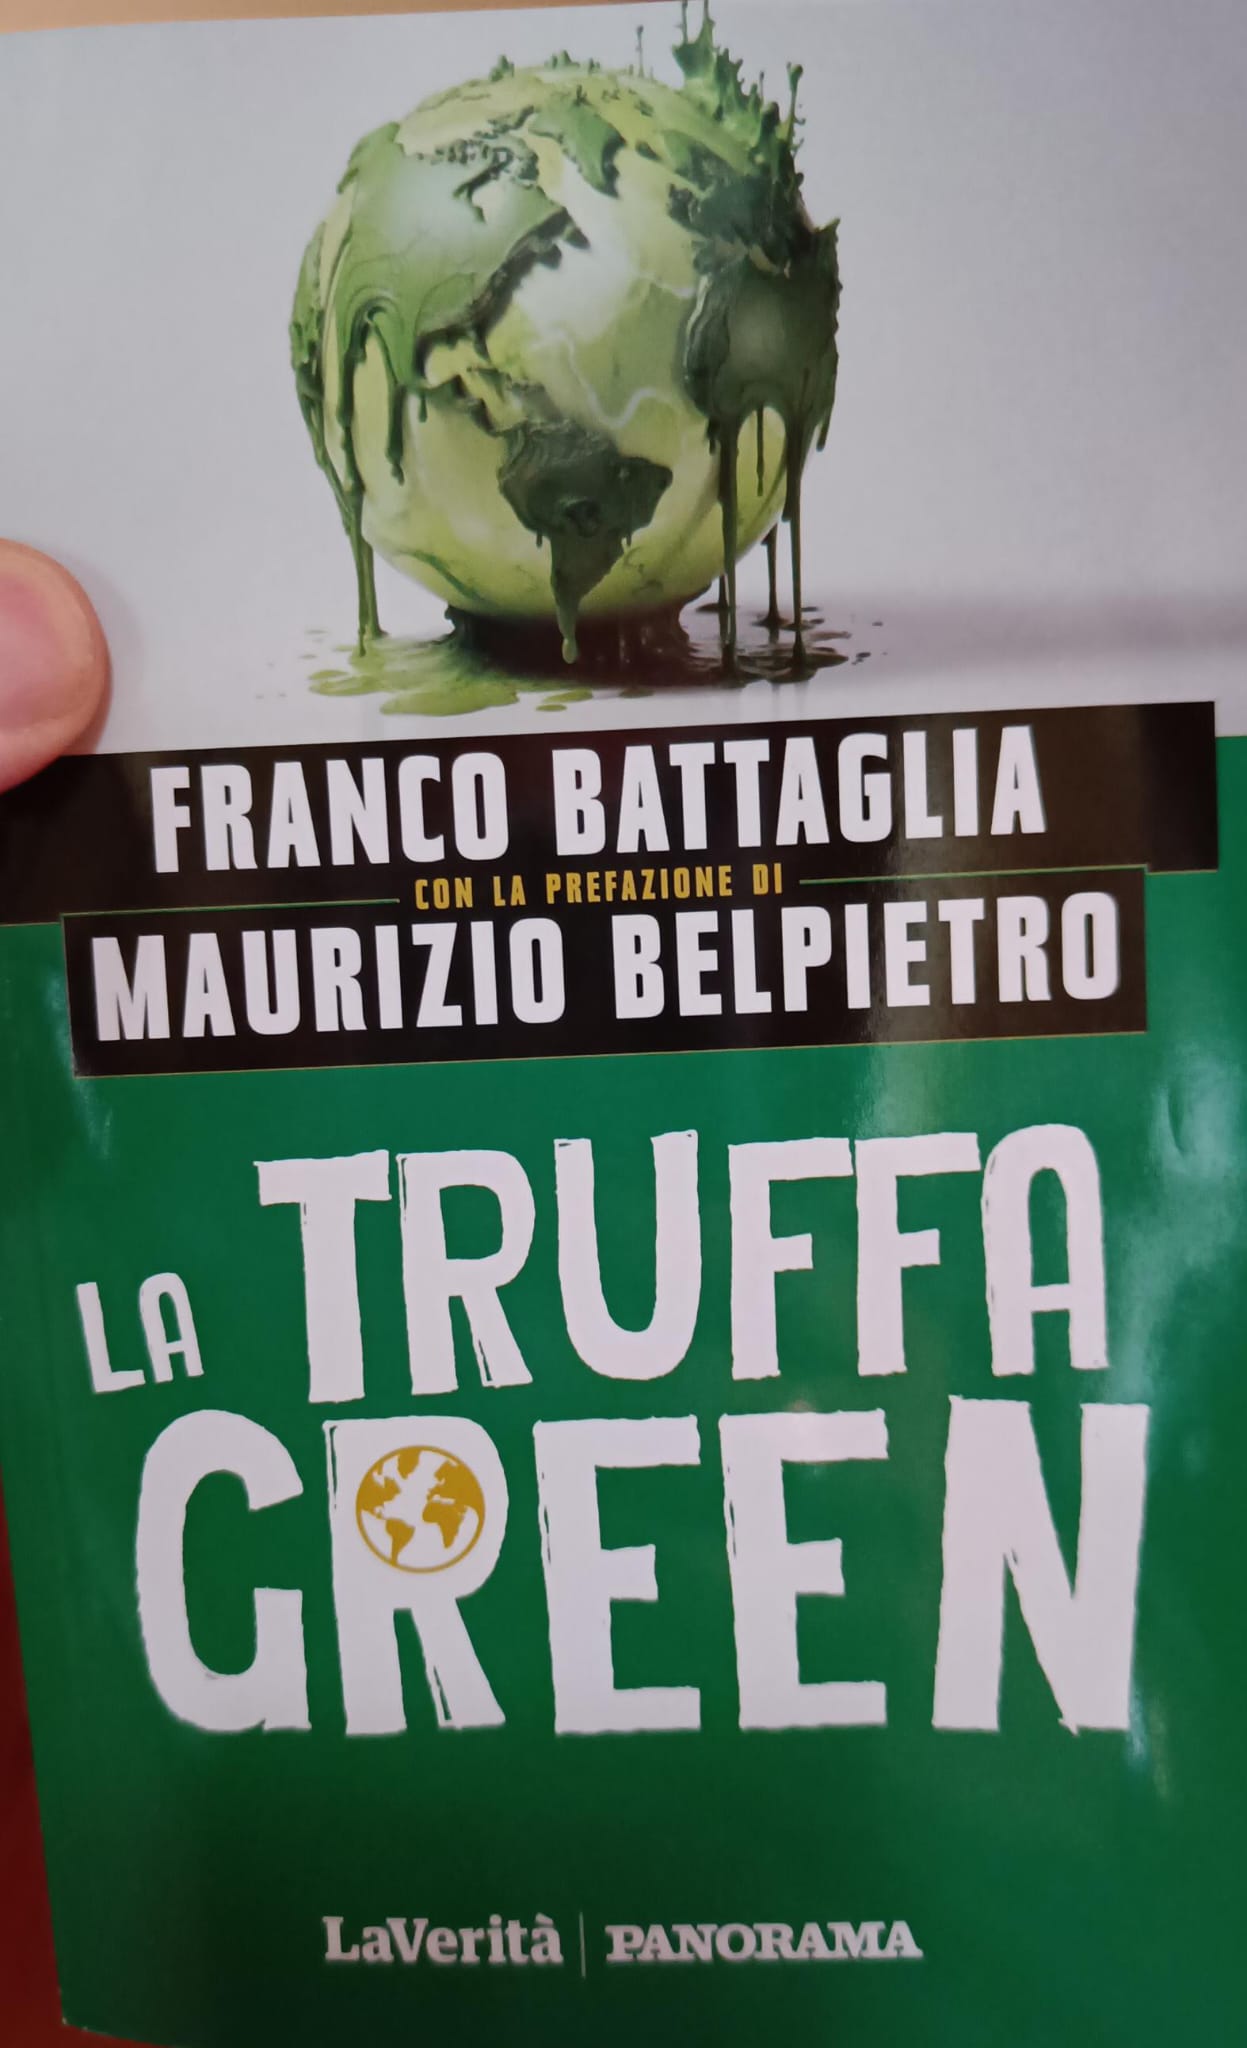 FRANCO BATTAGLIA
CON LA PREFAZIONE DI
MAURIZIO BELPIETRO
LA TRUFFA
GREEN
LaVerità | PANORAMA